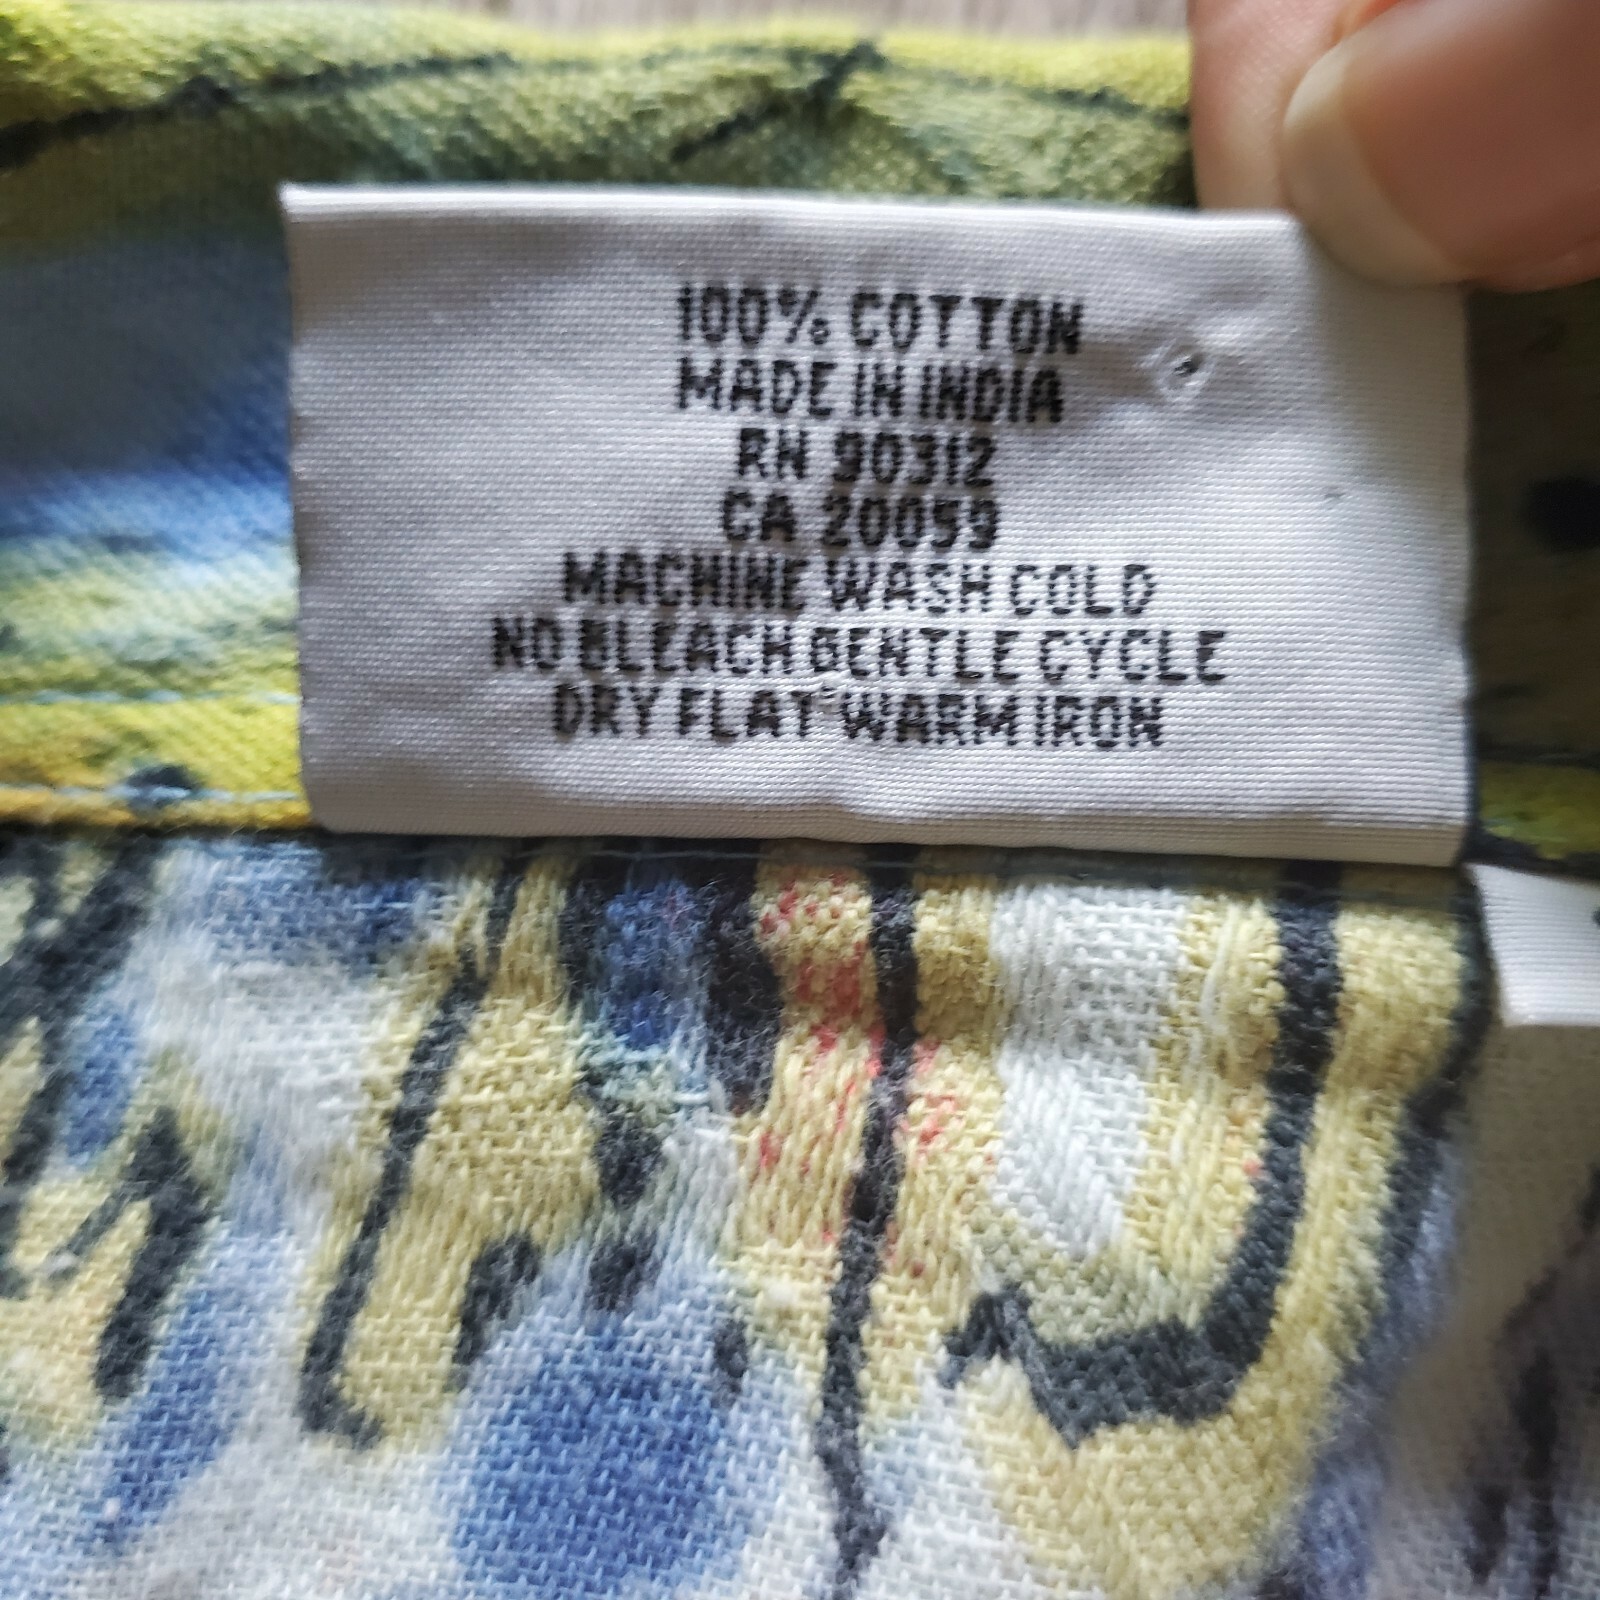 100% COTTON
MADE IN INDIA
RN 90312
CA 20059
MACHINE WASH COLD
NO BLEACH GENTLE CYCLE
DRY FLAT WARM IRON